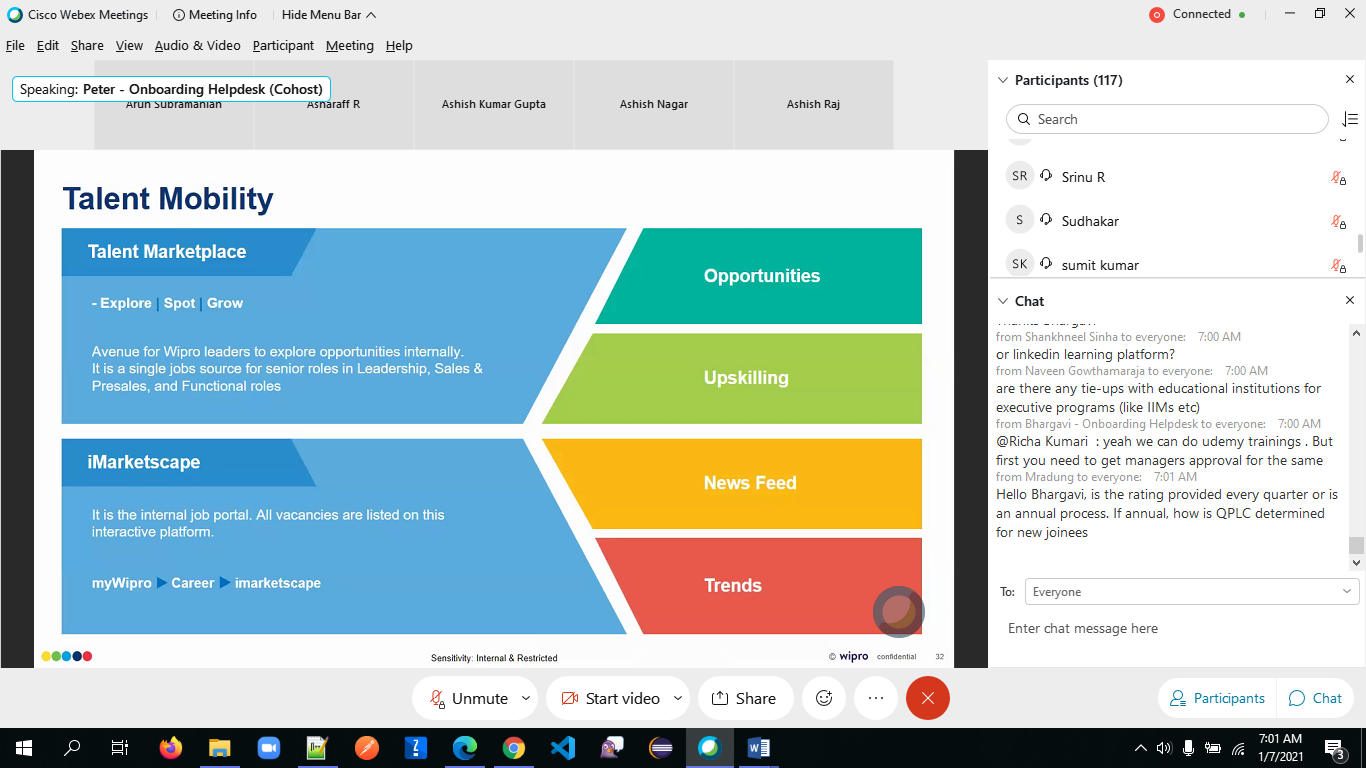 Cisco Webex Meetings
Meeting Info
Hide Menu Bar
Connected
File Edit Share View Audio & Video Participant Meeting Help
Speaking: Peter - Onboarding Helpdesk (Cohost)
Arun Subramanian
Asharaff R
Ashish Kumar Gupta
Ashish Nagar
Ashish Raj
Talent Mobility
Talent Marketplace
- Explore | Spot | Grow
Avenue for Wipro leaders to explore opportunities internally.
It is a single jobs source for senior roles in Leadership, Sales &
Presales, and Functional roles
Opportunities
Upskilling
iMarketscape
It is the internal job portal. All vacancies are listed on this
interactive platform.
myWipro ▶ Career ▶ imarketscape
News Feed
Trends
Sensitivity: Internal & Restricted
© wipro confidential 32
Participants (117)
Search
SR Srinu R
S Sudhakar
SK sumit kumar
Chat
Thanks Bhargavi
from Shankhneel Sinha to everyone: 7:00 AM
or linkedin learning platform?
from Naveen Gowthamaraja to everyone: 7:00 AM
are there any tie-ups with educational institutions for
executive programs (like IIMs etc)
from Bhargavi - Onboarding Helpdesk to everyone: 7:00 AM
@Richa Kumari : yeah we can do udemy trainings . But
first you need to get managers approval for the same
from Mradung to everyone: 7:01 AM
Hello Bhargavi, is the rating provided every quarter or is
an annual process. If annual, how is QPLC determined
for new joinees
To: Everyone
Enter chat message here
Unmute
Start video
Share
Participants
Chat
7:01 AM
1/7/2021
3